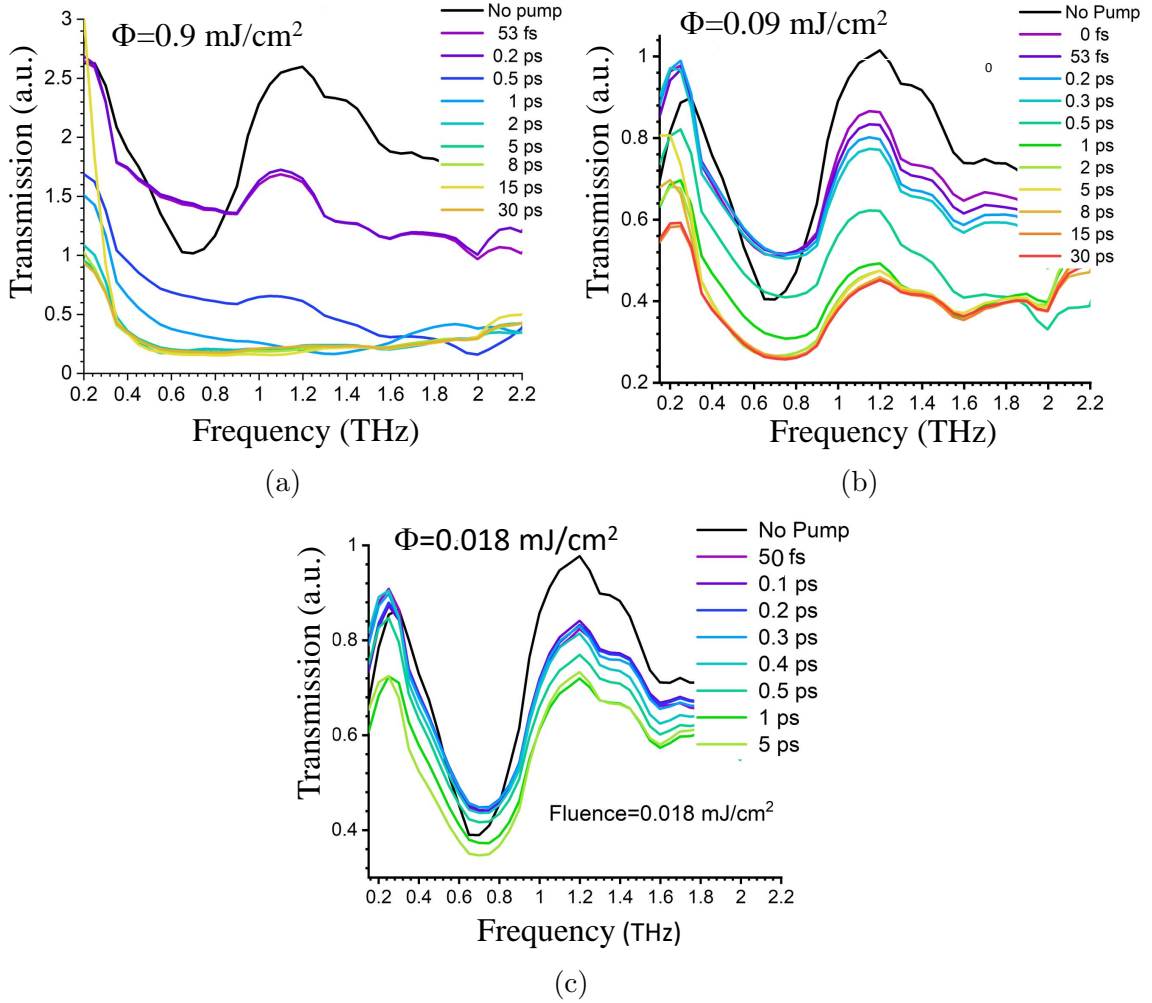 Φ=0.9 mJ/cm²
No pump
53 fs
0.2 ps
0.5 ps
1 ps
2 ps
5 ps
8 ps
15 ps
30 ps
Transmission (a.u.)
3
2.5
2
1.5
1
0.5
0
0.2 0.4 0.6 0.8 1 1.2 1.4 1.6 1.8 2 2.2
Frequency (THz)
(a)
Φ=0.09 mJ/cm²
0
No Pump
0 fs
53 fs
0.2 ps
0.3 ps
0.5 ps
1 ps
2 ps
5 ps
8 ps
15 ps
30 ps
Transmission (a.u.)
1
0.8
0.6
0.4
0.2
0.2 0.4 0.6 0.8 1 1.2 1.4 1.6 1.8 2 2.2
Frequency (THz)
(b)
Φ=0.018 mJ/cm²
No Pump
50 fs
0.1 ps
0.2 ps
0.3 ps
0.4 ps
0.5 ps
1 ps
5 ps
Transmission (a.u.)
1
0.8
0.6
0.4
Fluence=0.018 mJ/cm²
0.2 0.4 0.6 0.8 1 1.2 1.4 1.6 1.8 2 2.2
Frequency (THz)
(c)